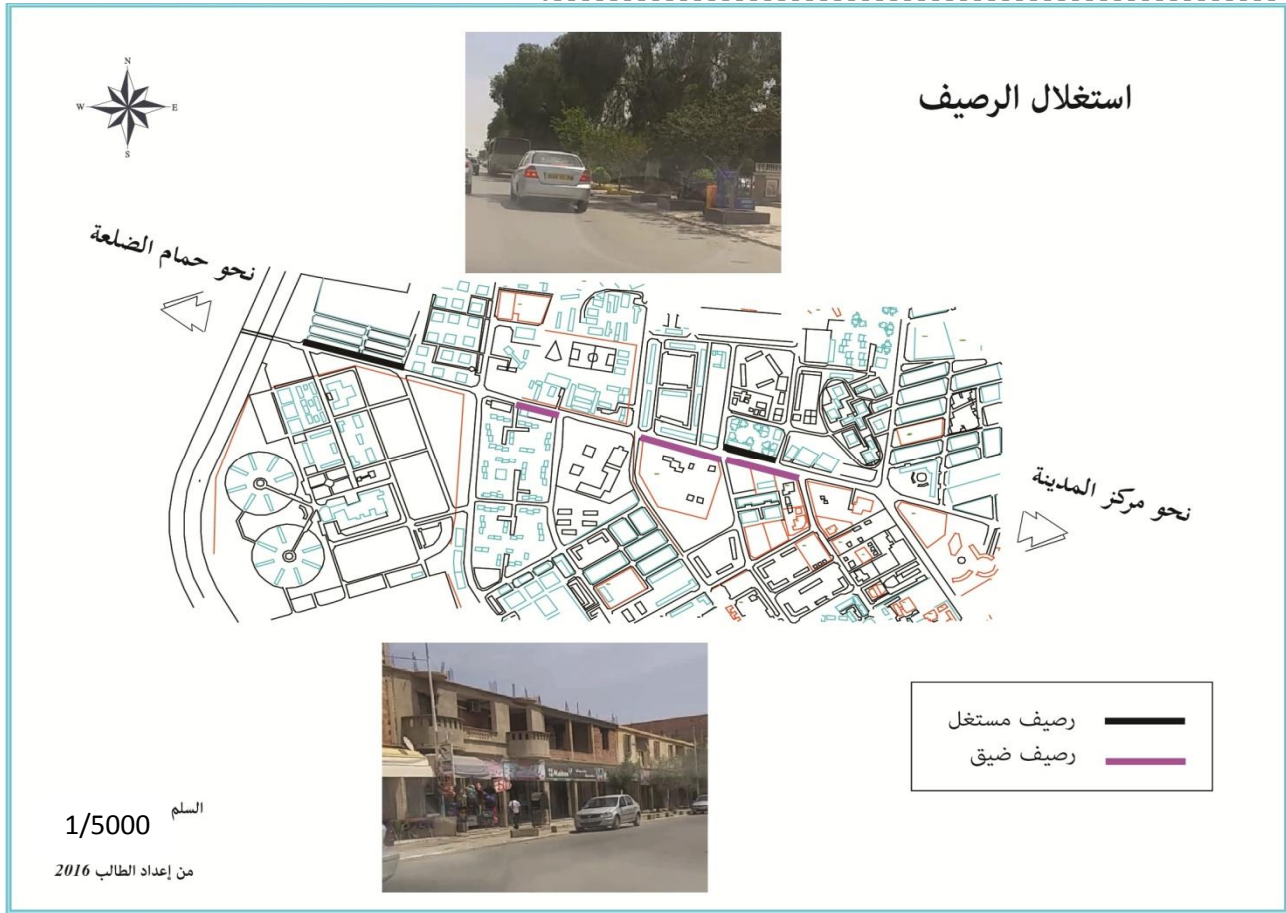 استغلال الرصيف
N
W
E
S
نحو حمام الضلعة
نحو مركز المدينة
رصيف مستغل
رصيف ضيق
السلم
1/5000
من إعداد الطالب 2016